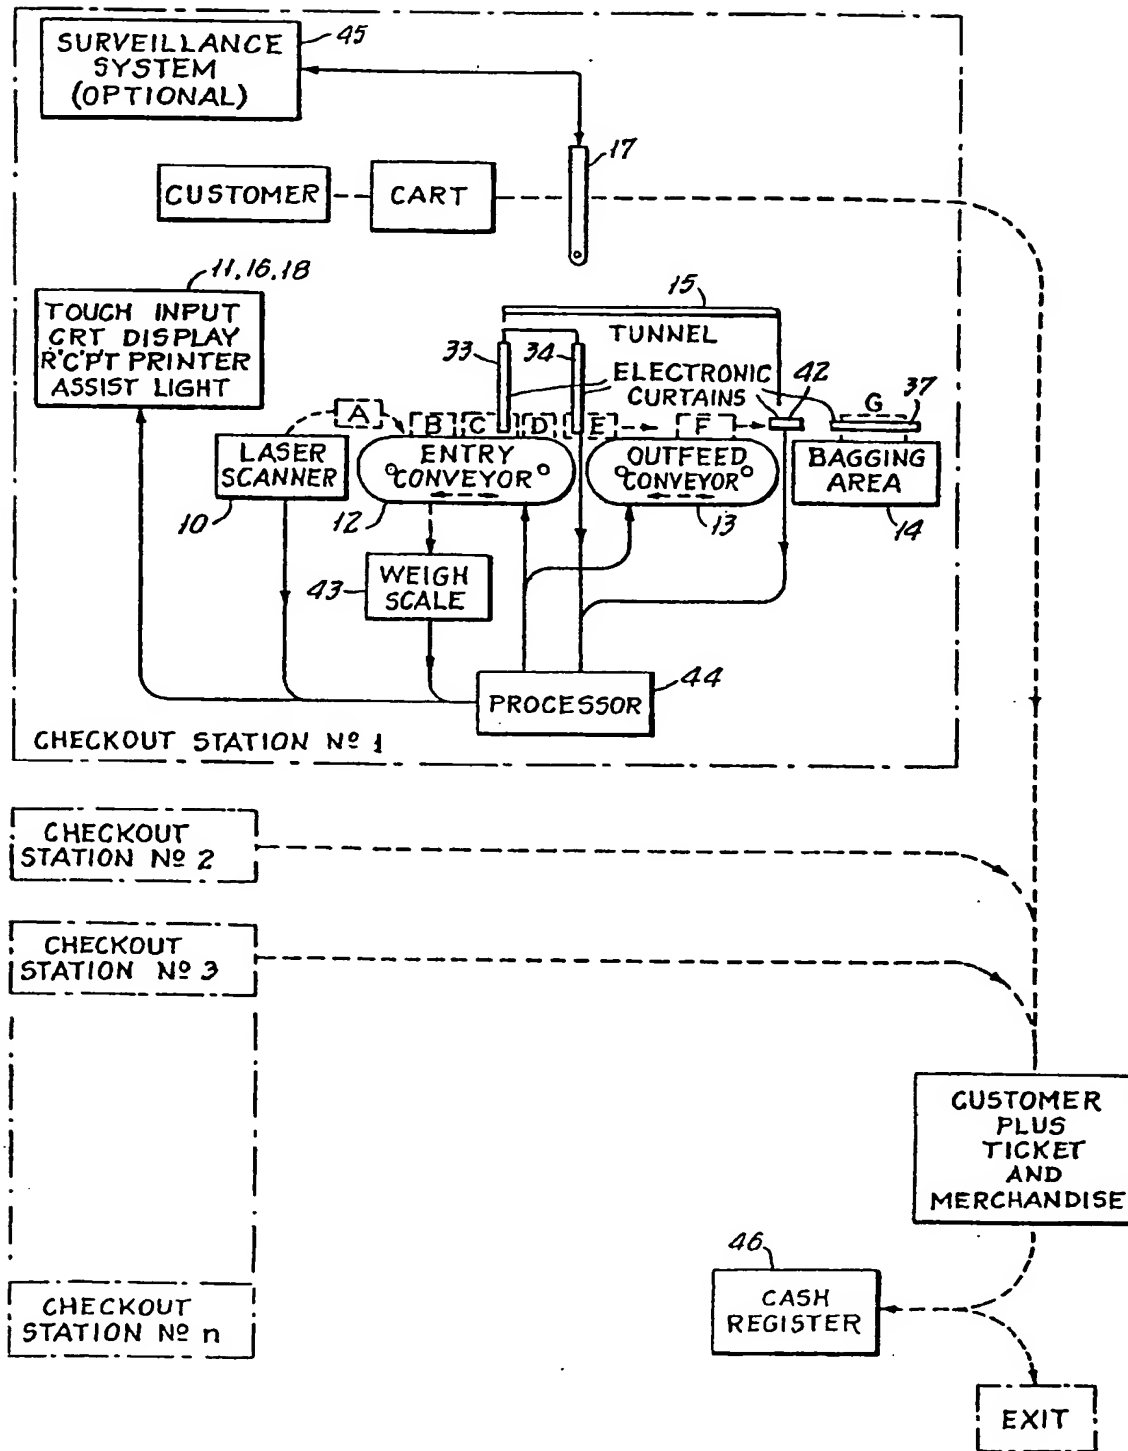 SURVEILLANCE
SYSTEM
(OPTIONAL)
45
17
CUSTOMER
CART
11,16,18
TOUCH INPUT
CRT DISPLAY
R'C'PT PRINTER
ASSIST LIGHT
15
TUNNEL
33
34
ELECTRONIC
CURTAINS
42
37
A
B
C
D
E
F
G
LASER
SCANNER
10
ENTRY
CONVEYOR
12
OUTFEED
CONVEYOR
13
BAGGING
AREA
14
43
WEIGH
SCALE
PROCESSOR
44
CHECKOUT STATION Nº 1
CHECKOUT
STATION Nº 2
CHECKOUT
STATION Nº 3
CUSTOMER
PLUS
TICKET
AND
MERCHANDISE
46
CASH
REGISTER
CHECKOUT
STATION Nº n
EXIT